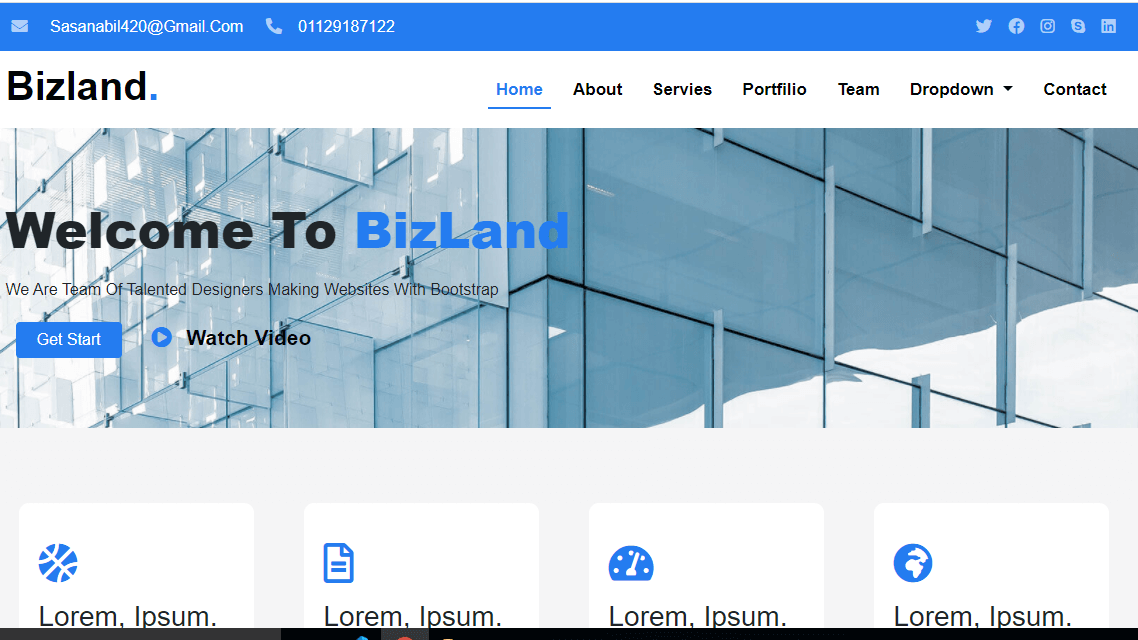 Sasanabil420@Gmail.Com 01129187122
Bizland.
Home About Servies Portfilio Team Dropdown Contact
Welcome To BizLand
We Are Team Of Talented Designers Making Websites With Bootstrap
Get Start Watch Video
Lorem, Ipsum. Lorem, Ipsum. Lorem, Ipsum. Lorem, Ipsum.